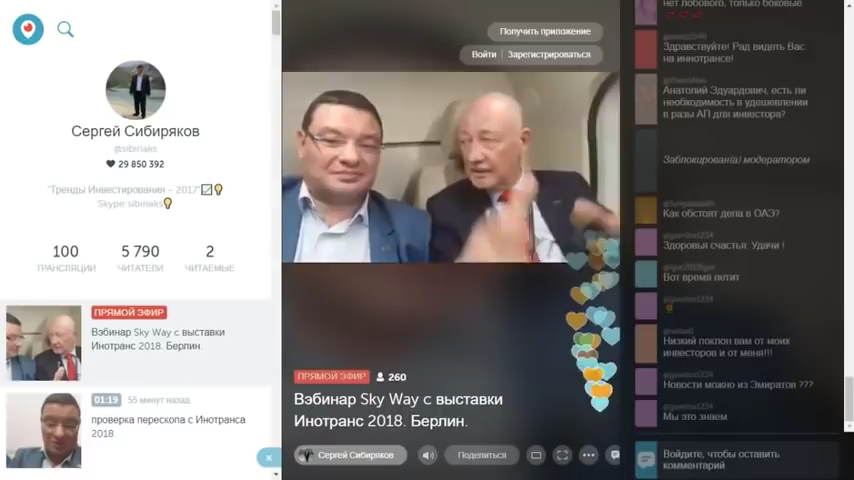 Сергей Сибиряков
@sibiriaks
29 850 392
"Тренды Инвестирования - 2017"
Skype:sibiriaks
100
5 790
2
ТРАНСЛЯЦИИ
ЧИТАТЕЛИ
ЧИТАЕМЫЕ
ПРЯМОЙ ЭФИР
Вэбинар Sky Way с выставки
Инотранс 2018. Берлин.
01:19
55 минут назад
проверка перескопа с Инотранса
2018
Получить приложение
Войти
Зарегистрироваться
ПРЯМОЙ ЭФИР
260
Вэбинар Sky Way с выставки
Инотранс 2018. Берлин.
Сергей Сибиряков
Поделиться
нет лобового, только боковые
Здравствуйте! Рад видеть Вас
на иннотрансе!
Анатолий Эдуардович, есть ли
необходимость в удешевлении
в разы АП для инвестора?
Заблокирован(а) модератором
Как обстоят дела в ОАЭ?
Здоровья счастья. Удачи !
Вот время летит
Низкий поклон вам от моих
инвесторов и от меня!!!
Новости можно из Эмиратов ???
Мы это знаем
Войдите, чтобы оставить
комментарий